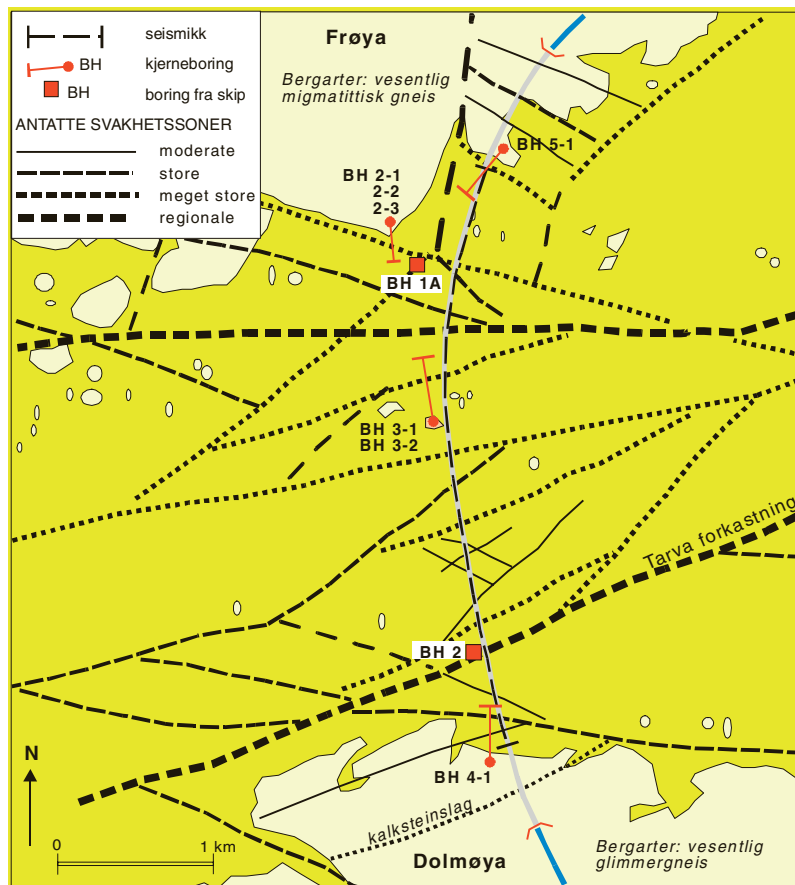 seismikk
BH kjerneboring
BH boring fra skip
ANTATTE SVAKHETSSONER
moderate
store
meget store
regionale
Frøya
Bergarter: vesentlig
migmatittisk gneis
BH 5-1
BH 2-1
2-2
2-3
BH 1A
BH 3-1
BH 3-2
Tarva forkastning
BH 2
BH 4-1
N
0 1 km
kalksteinslag
Dolmøya
Bergarter: vesentlig
glimmergneis